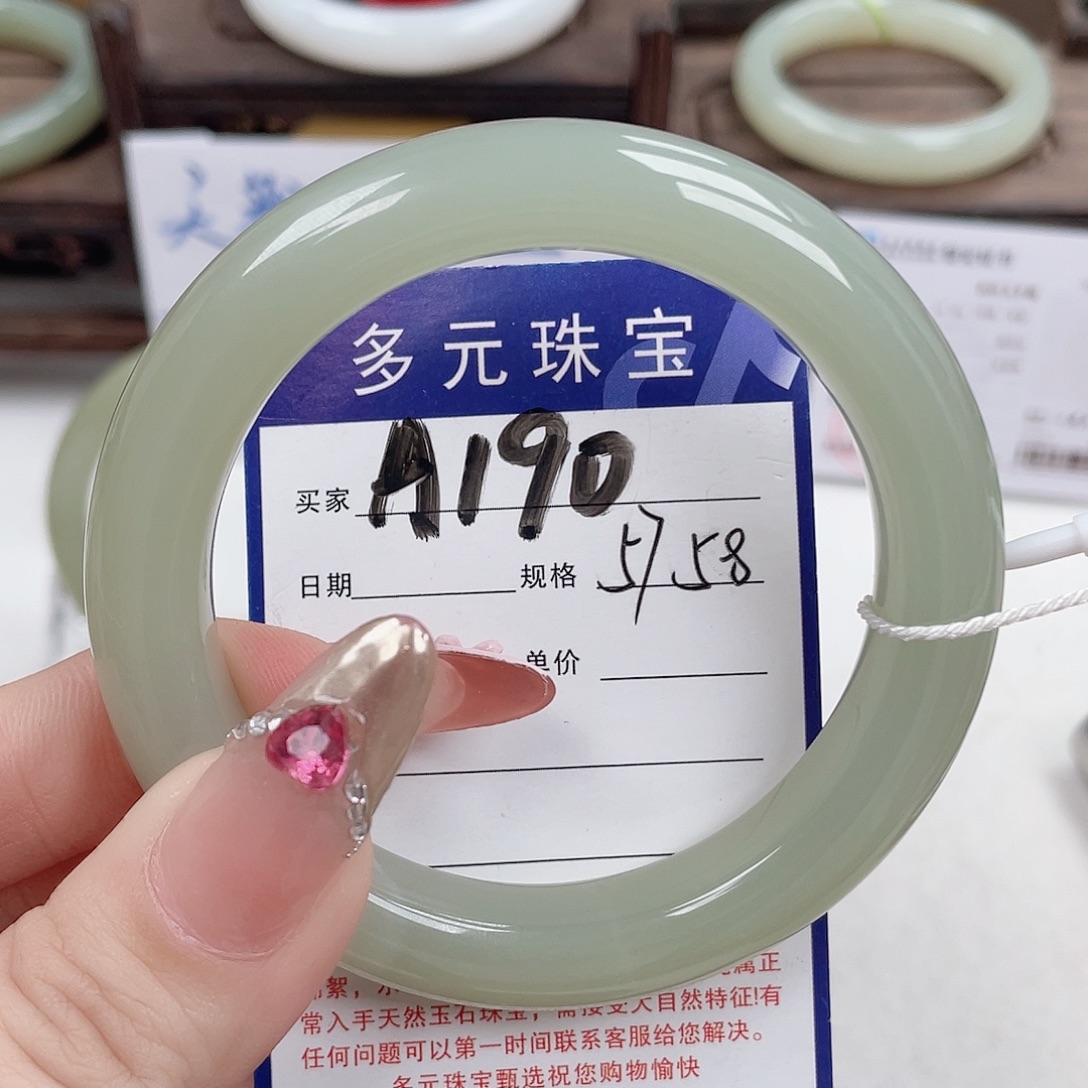 多元珠宝
买家 A190
日期 规格 57 58
单价
属正
常入手天然玉石珠宝，需接受大自然特征!有
任何问题可以第一时间联系客服给您解决。
多元珠宝甄选祝您购物愉快